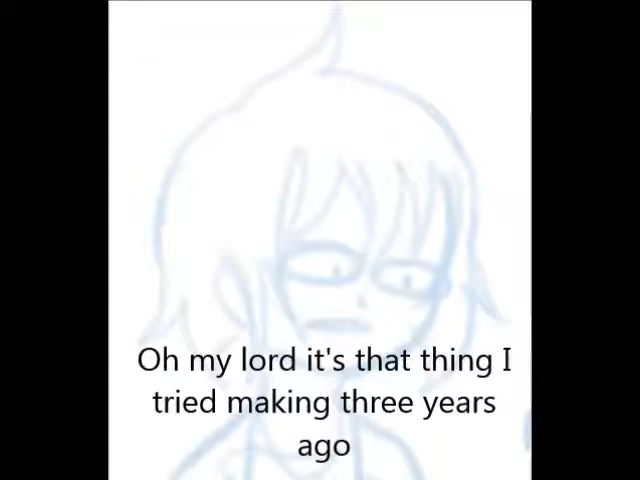 Oh my lord it's that thing I
tried making three years
ago